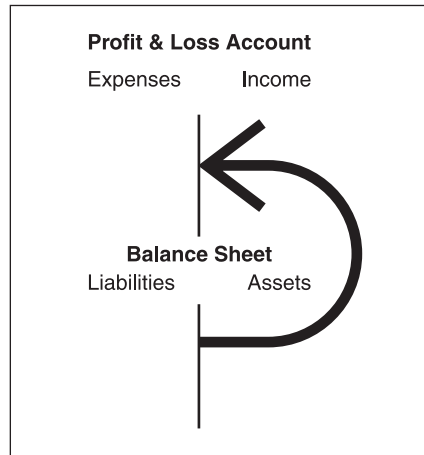 Profit & Loss Account
Expenses Income
Balance Sheet
Liabilities Assets